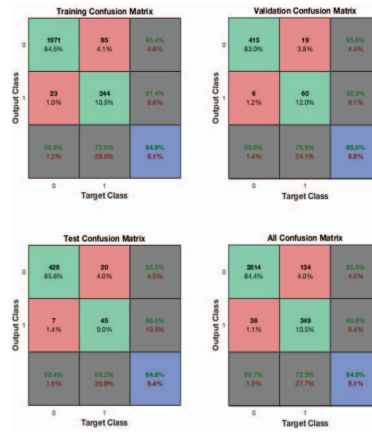 Training Confusion Matrix
0
1971 95 95.4%
84.5% 4.1% 4.6%
Output Class
1
23 244 91.4%
1.0% 10.5% 8.6%
98.8% 72.0% 94.9%
1.2% 28.0% 5.1%
0 1
Target Class
Validation Confusion Matrix
0
415 19 95.6%
83.0% 3.8% 4.4%
Output Class
1
6 60 90.9%
1.2% 12.0% 9.1%
98.6% 75.9% 95.0%
1.4% 24.1% 5.0%
0 1
Target Class
Test Confusion Matrix
0
428 20 95.5%
85.6% 4.0% 4.5%
Output Class
1
7 45 86.5%
1.4% 9.0% 13.5%
98.4% 69.2% 94.6%
1.6% 30.8% 5.4%
0 1
Target Class
All Confusion Matrix
0
2814 134 95.5%
84.4% 4.0% 4.5%
Output Class
1
36 349 90.6%
1.1% 10.5% 9.4%
98.7% 72.3% 94.9%
1.3% 27.7% 5.1%
0 1
Target Class